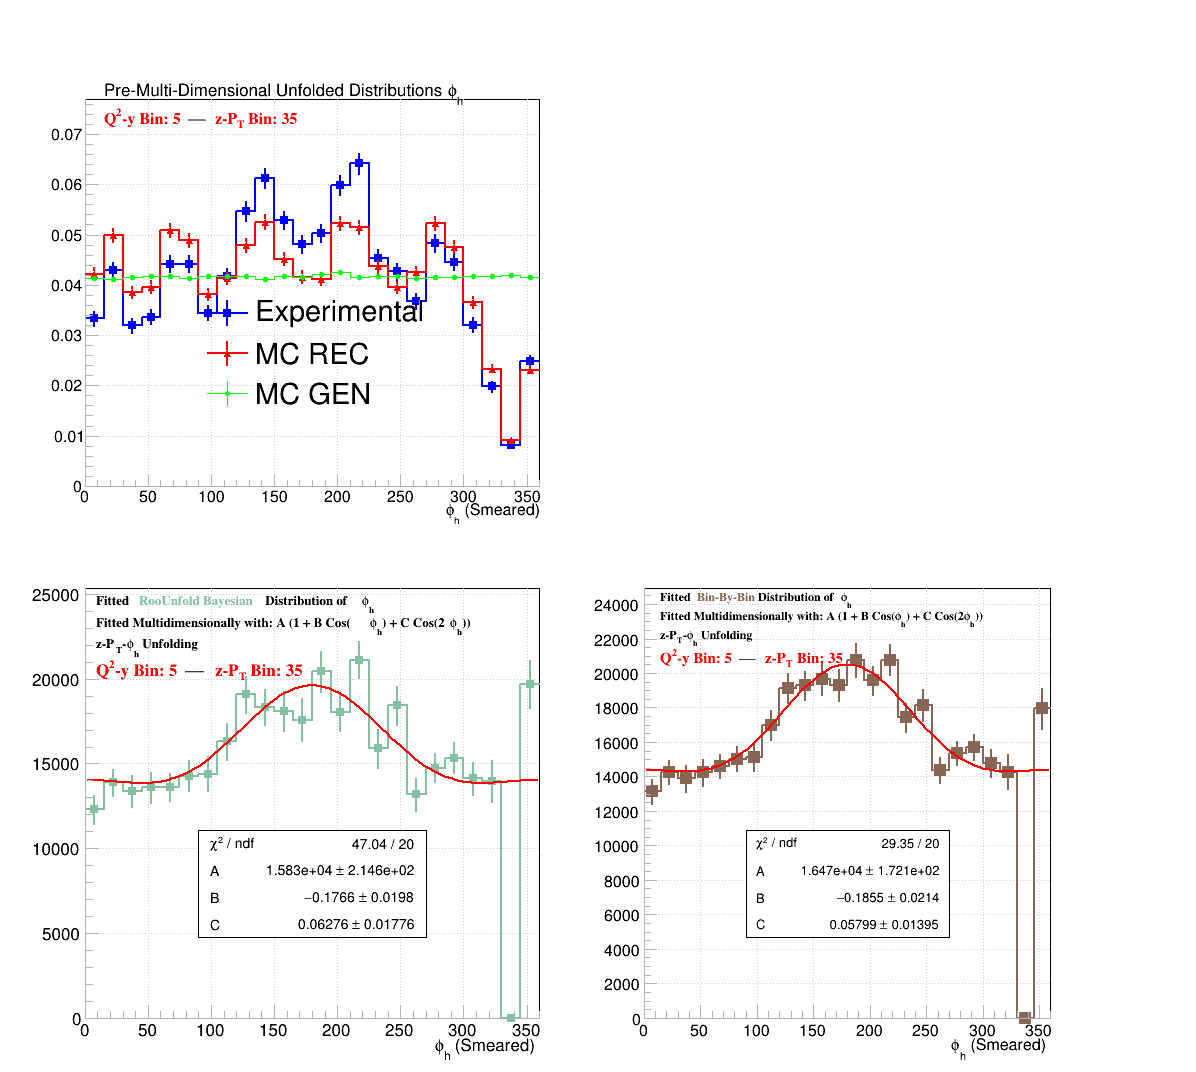 Pre-Multi-Dimensional Unfolded Distributions ϕh
Q2-y Bin: 5 — z-PT Bin: 35
0.07
0.06
0.05
0.04
0.03
0.02
0.01
0
Experimental
MC REC
MC GEN
0 50 100 150 200 250 300 350
ϕh (Smeared)
Fitted RooUnfold Bayesian Distribution of ϕh
Fitted Multidimensionally with: A (1 + B Cos(ϕh) + C Cos(2 ϕh))
z-PT-ϕh Unfolding
Q2-y Bin: 5 — z-PT Bin: 35
25000
20000
15000
10000
5000
0
χ2 / ndf 47.04 / 20
A 1.583e+04 ± 2.146e+02
B −0.1766 ± 0.0198
C 0.06276 ± 0.01776
0 50 100 150 200 250 300 350
ϕh (Smeared)
Fitted Bin-By-Bin Distribution of ϕh
Fitted Multidimensionally with: A (1 + B Cos(ϕh) + C Cos(2ϕh))
z-PT-ϕh Unfolding
Q2-y Bin: 5 — z-PT Bin: 35
24000
22000
20000
18000
16000
14000
12000
10000
8000
6000
4000
2000
0
χ2 / ndf 29.35 / 20
A 1.647e+04 ± 1.721e+02
B −0.1855 ± 0.0214
C 0.05799 ± 0.01395
0 50 100 150 200 250 300 350
ϕh (Smeared)